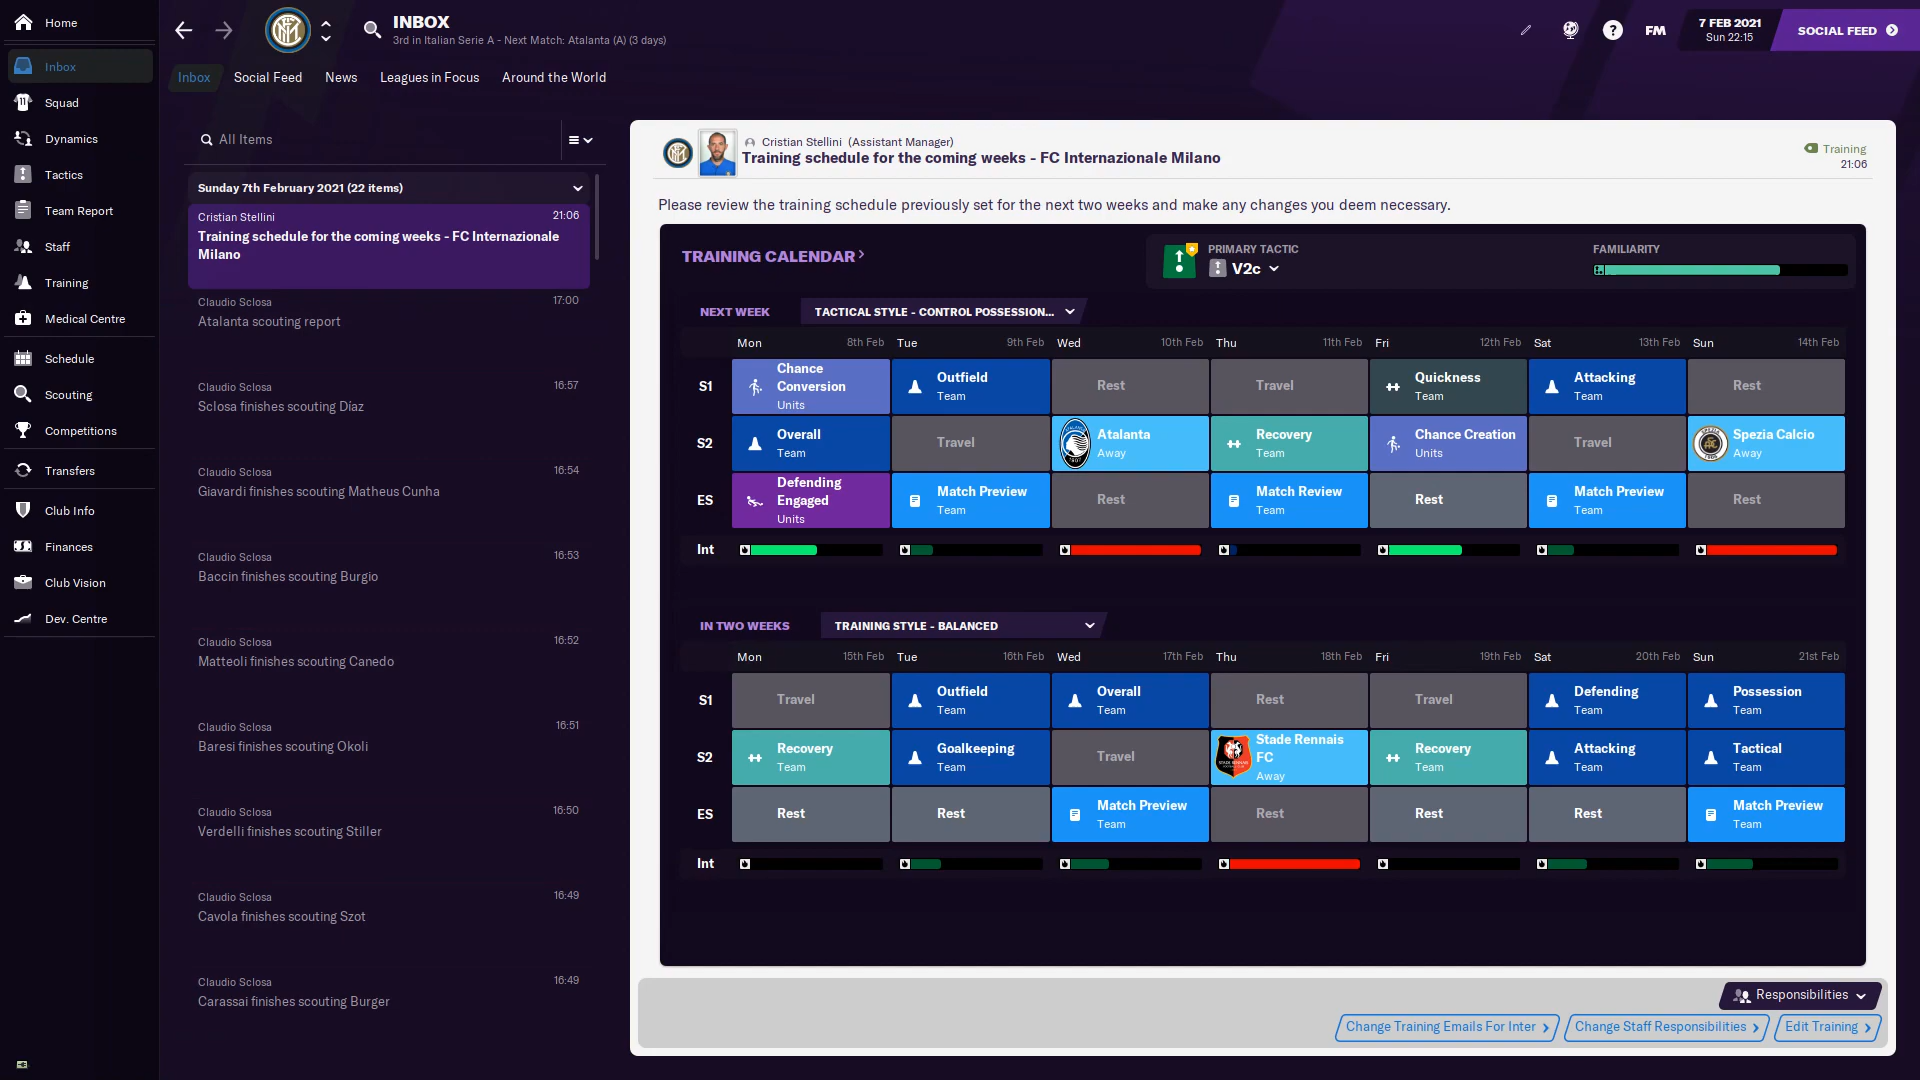 Home
Inbox
Squad
Dynamics
Tactics
Team Report
Staff
Training
Medical Centre
Schedule
Scouting
Competitions
Transfers
Club Info
Finances
Club Vision
Dev. Centre
INBOX
3rd in Italian Serie A - Next Match: Atalanta (A) (3 days)
FM
7 FEB 2021
Sun 22:15
SOCIAL FEED
Inbox Social Feed News Leagues in Focus Around the World
All Items
Sunday 7th February 2021 (22 items)
Cristian Stellini 21:06
Training schedule for the coming weeks - FC Internazionale
Milano
Claudio Sclosa 17:00
Atalanta scouting report
Claudio Sclosa 16:57
Sclosa finishes scouting Díaz
Claudio Sclosa 16:54
Giavardi finishes scouting Matheus Cunha
Claudio Sclosa 16:53
Baccin finishes scouting Burgio
Claudio Sclosa 16:52
Matteoli finishes scouting Canedo
Claudio Sclosa 16:51
Baresi finishes scouting Okoli
Claudio Sclosa 16:50
Verdelli finishes scouting Stiller
Claudio Sclosa 16:49
Cavola finishes scouting Szot
Claudio Sclosa 16:49
Carassai finishes scouting Burger
Cristian Stellini (Assistant Manager)
Training schedule for the coming weeks - FC Internazionale Milano
Training
21:06
Please review the training schedule previously set for the next two weeks and make any changes you deem necessary.
TRAINING CALENDAR
PRIMARY TACTIC
V2c
FAMILIARITY
NEXT WEEK TACTICAL STYLE - CONTROL POSSESSION...
Mon 8th Feb Tue 9th Feb Wed 10th Feb Thu 11th Feb Fri 12th Feb Sat 13th Feb Sun 14th Feb
S1 Chance Conversion Units Outfield Team Rest Travel Quickness Team Attacking Team Rest
S2 Overall Team Travel Atalanta Away Recovery Team Chance Creation Units Travel Spezia Calcio Away
ES Defending Engaged Units Match Preview Team Rest Match Review Team Rest Match Preview Team Rest
Int
IN TWO WEEKS TRAINING STYLE - BALANCED
Mon 15th Feb Tue 16th Feb Wed 17th Feb Thu 18th Feb Fri 19th Feb Sat 20th Feb Sun 21st Feb
S1 Travel Outfield Team Overall Team Rest Travel Defending Team Possession Team
S2 Recovery Team Goalkeeping Team Travel Stade Rennais FC Away Recovery Team Attacking Team Tactical Team
ES Rest Rest Match Preview Team Rest Rest Rest Match Preview Team
Int
Responsibilities
Change Training Emails For Inter Change Staff Responsibilities Edit Training